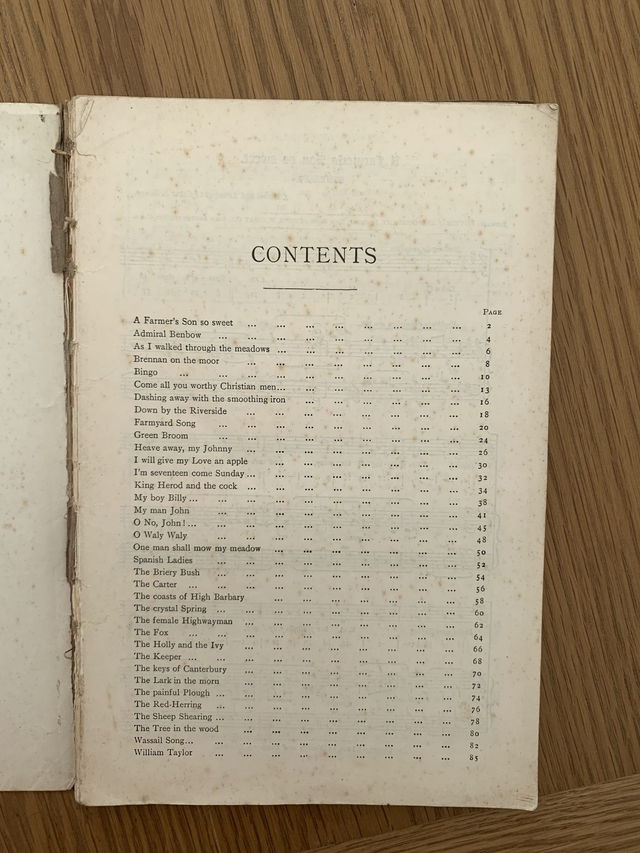 CONTENTS
PAGE
A Farmer's Son so sweet ... ... ... ... ... ... ... ... 2
Admiral Benbow ... ... ... ... ... ... ... ... ... 4
As I walked through the meadows ... ... ... ... ... ... ... 6
Brennan on the moor ... ... ... ... ... ... ... ... 8
Bingo ... ... ... ... ... ... ... ... ... ... 10
Come all you worthy Christian men... ... ... ... ... ... ... 13
Dashing away with the smoothing iron ... ... ... ... ... ... 16
Down by the Riverside ... ... ... ... ... ... ... ... 18
Farmyard Song ... ... ... ... ... ... ... ... ... 20
Green Broom ... ... ... ... ... ... ... ... ... 24
Heave away, my Johnny ... ... ... ... ... ... ... ... 26
I will give my Love an apple ... ... ... ... ... ... ... 30
I'm seventeen come Sunday ... ... ... ... ... ... ... ... 32
King Herod and the cock ... ... ... ... ... ... ... ... 34
My boy Billy ... ... ... ... ... ... ... ... ... ... 38
My man John ... ... ... ... ... ... ... ... ... 41
O No, John! ... ... ... ... ... ... ... ... ... ... 45
O Waly Waly ... ... ... ... ... ... ... ... ... 48
One man shall mow my meadow ... ... ... ... ... ... ... 50
Spanish Ladies ... ... ... ... ... ... ... ... ... 52
The Briery Bush ... ... ... ... ... ... ... ... ... 54
The Carter ... ... ... ... ... ... ... ... ... ... 56
The coasts of High Barbary ... ... ... ... ... ... ... 58
The crystal Spring ... ... ... ... ... ... ... ... ... 60
The female Highwayman ... ... ... ... ... ... ... ... 62
The Fox ... ... ... ... ... ... ... ... ... ... 64
The Holly and the Ivy ... ... ... ... ... ... ... ... 66
The Keeper ... ... ... ... ... ... ... ... ... ... 68
The keys of Canterbury ... ... ... ... ... ... ... ... 70
The Lark in the morn ... ... ... ... ... ... ... ... 72
The painful Plough ... ... ... ... ... ... ... ... ... 74
The Red-Herring ... ... ... ... ... ... ... ... ... 76
The Sheep Shearing ... ... ... ... ... ... ... ... ... 78
The Tree in the wood ... ... ... ... ... ... ... ... 80
Wassail Song... ... ... ... ... ... ... ... ... ... 82
William Taylor ... ... ... ... ... ... ... ... ... 85